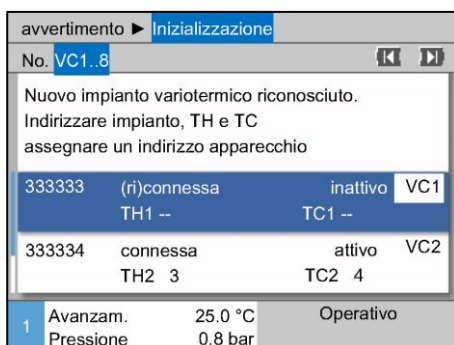 avvertimento ► Inizializzazione
No. VC1..8
Nuovo impianto variotermico riconosciuto.
Indirizzare impianto, TH e TC
assegnare un indirizzo apparecchio
333333 (ri)connessa inattivo VC1
TH1 -- TC1 --
333334 connessa attivo VC2
TH2 3 TC2 4
1 Avanzam. 25.0 °C Operativo
Pressione 0.8 bar